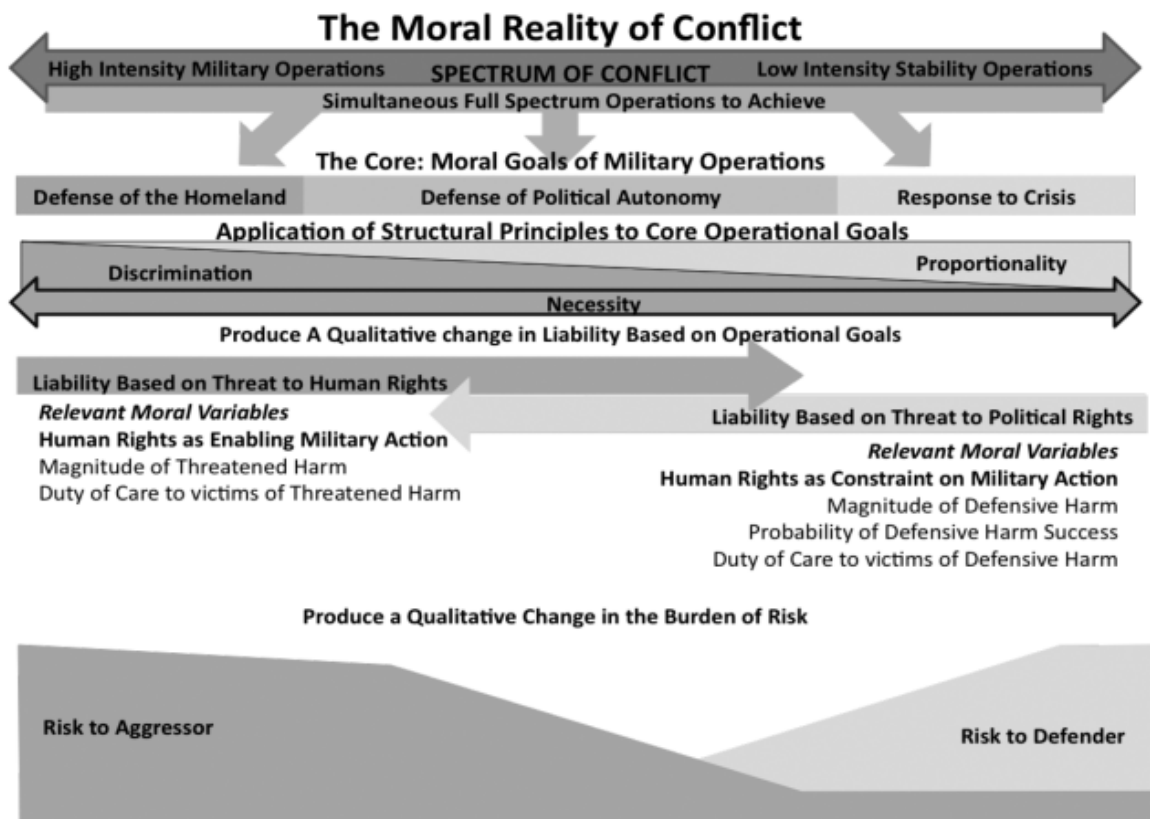 The Moral Reality of Conflict
High Intensity Military Operations
SPECTRUM OF CONFLICT
Low Intensity Stability Operations
Simultaneous Full Spectrum Operations to Achieve
The Core: Moral Goals of Military Operations
Defense of the Homeland
Defense of Political Autonomy
Response to Crisis
Application of Structural Principles to Core Operational Goals
Discrimination
Proportionality
Necessity
Produce A Qualitative change in Liability Based on Operational Goals
Liability Based on Threat to Human Rights
Relevant Moral Variables
Human Rights as Enabling Military Action
Magnitude of Threatened Harm
Duty of Care to victims of Threatened Harm
Liability Based on Threat to Political Rights
Relevant Moral Variables
Human Rights as Constraint on Military Action
Magnitude of Defensive Harm
Probability of Defensive Harm Success
Duty of Care to victims of Defensive Harm
Produce a Qualitative Change in the Burden of Risk
Risk to Aggressor
Risk to Defender